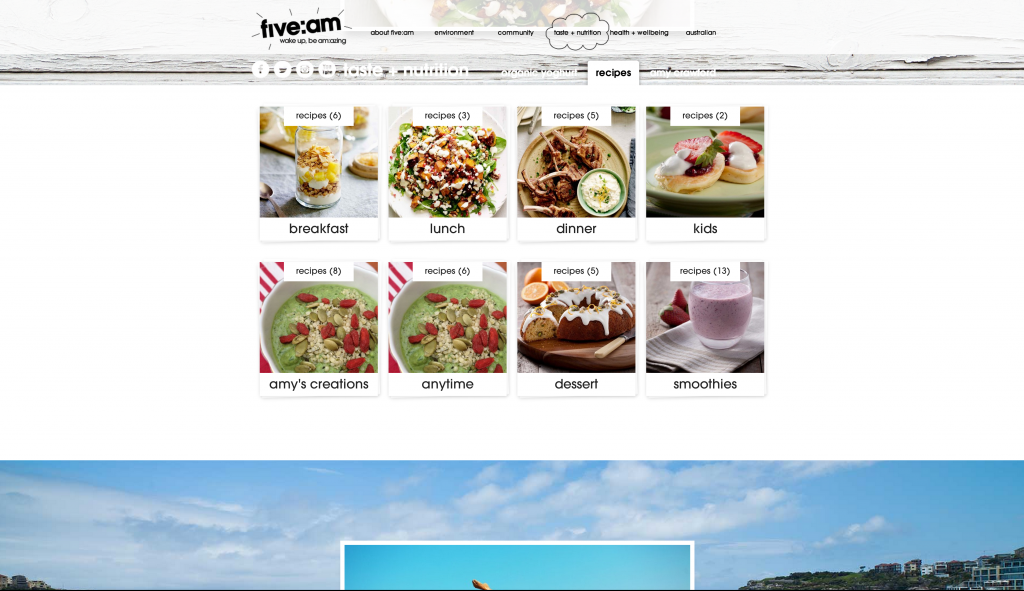 five:am
wake up, be am:azing
about five:am
environment
community
taste + nutrition
health + wellbeing
australian
taste + nutrition
organic yoghurt
recipes
amy crawford
recipes (6)
recipes (3)
recipes (5)
recipes (2)
breakfast
lunch
dinner
kids
recipes (8)
recipes (6)
recipes (5)
recipes (13)
amy's creations
anytime
dessert
smoothies